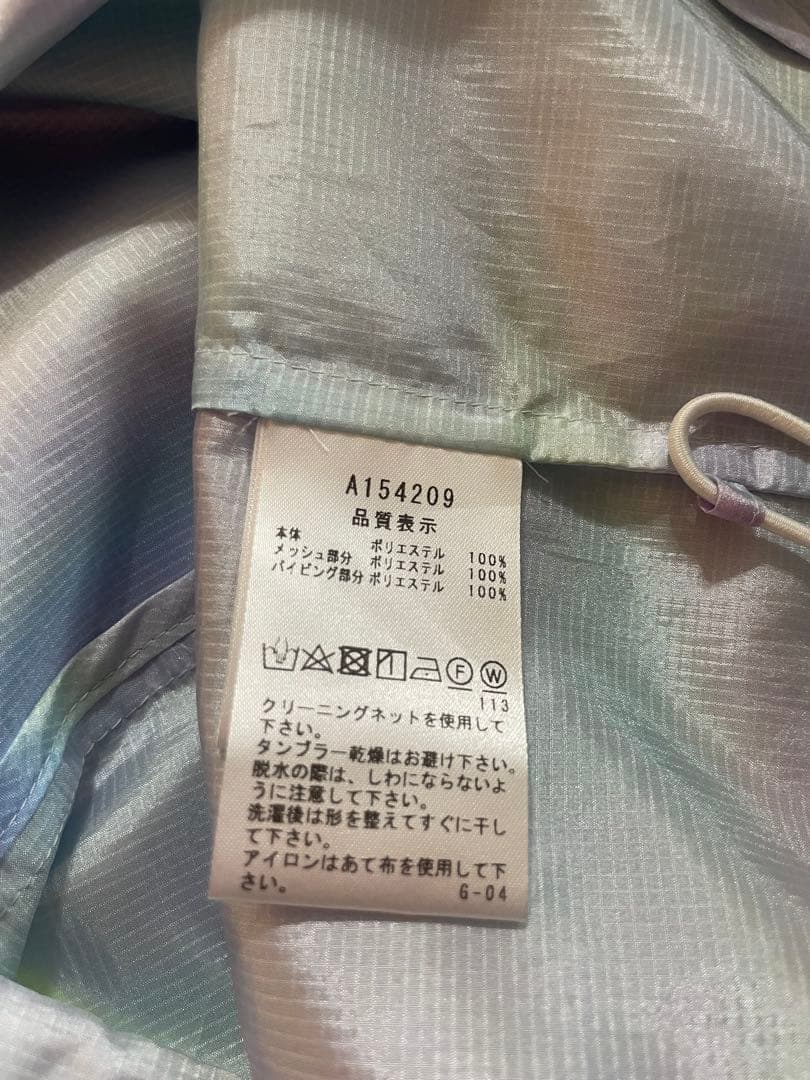 A154209
品質表示
本体 ポリエステル 100%
メッシュ部分 ポリエステル 100%
パイピング部分 ポリエステル 100%
F W
113
クリーニングネットを使用して
下さい。
タンブラー乾燥はお避け下さい。
脱水の際は、しわにならないよ
うに注意して下さい。
洗濯後は形を整えてすぐに干し
て下さい。
アイロンはあて布を使用して下
さい。 G-04